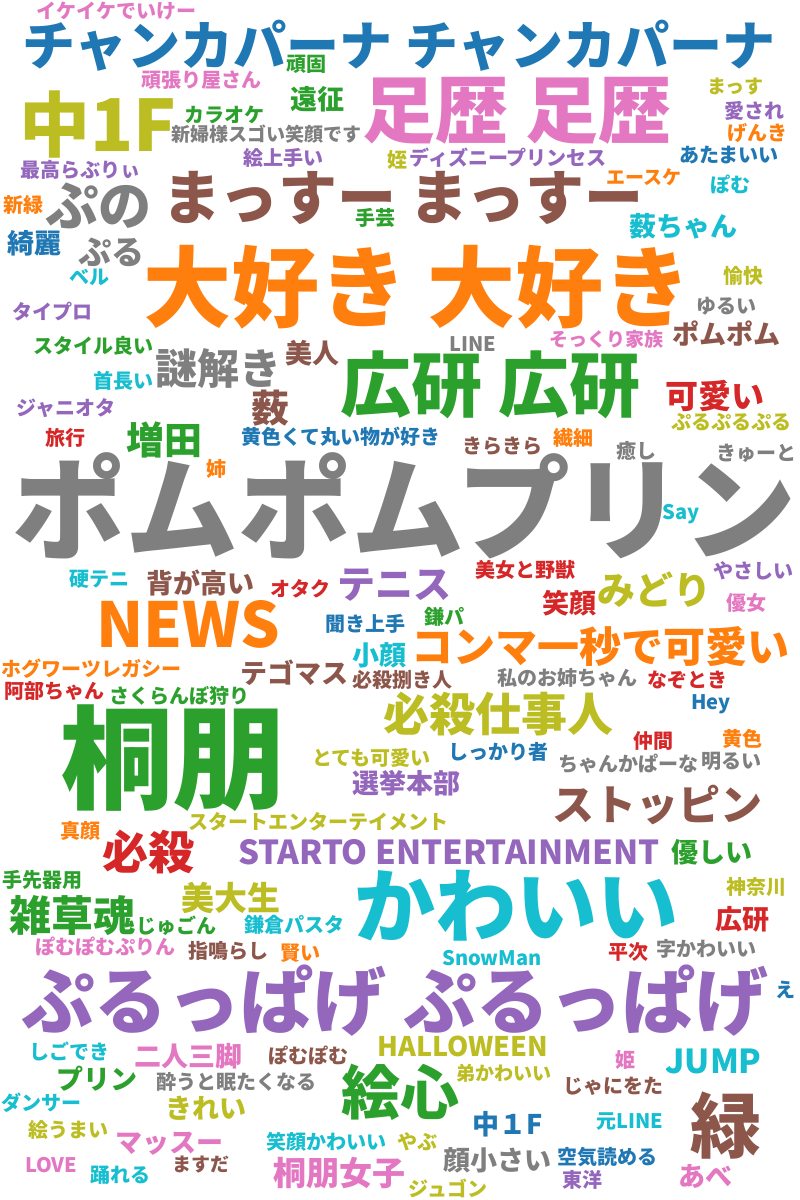 イケイケでいけー
チャンカパーナ チャンカパーナ
頑固
頑張り屋さん
足歴 足歴
まっす
中1F
遠征
愛され
カラオケ
新婦様スゴい笑顔です
げんき
絵上手い
姪
ディズニープリンセス
あたまいい
最高らぶりぃ
まっすー まっすー
エースケ
ぽむ
新緑
ぷの
手芸
薮ちゃん
綺麗
ぷる
大好き 大好き
ベル
愉快
タイプロ
ゆるい
スタイル良い
謎解き
美人
LINE
そっくり家族
ポムポム
首長い
広研 広研
可愛い
ジャニオタ
薮
ぷるぷるぷる
旅行
増田
黄色くて丸い物が好き
きらきら
繊細
癒し
きゅーと
姉
ポムポムプリン
Say
硬テニ
背が高い
オタク
テニス
美女と野獣
みどり
やさしい
笑顔
優女
NEWS
聞き上手
鎌パ
コンマ一秒で可愛い
小顔
ホグワーツレガシー
テゴマス
必殺捌き人
私のお姉ちゃん
なぞとき
阿部ちゃん
さくらんぼ狩り
必殺仕事人
Hey
桐朋
とても可愛い
しっかり者
仲間
黄色
ちゃんかぱーな
明るい
選挙本部
ストッピン
真顔
スタートエンターテイメント
必殺
STARTO ENTERTAINMENT
優しい
手先器用
美大生
かわいい
神奈川
雑草魂
じゅごん
鎌倉パスタ
広研
ぽむぽむぷりん
指鳴らし
賢い
SnowMan
平次
字かわいい
ぷるっぱげ ぷるっぱげ
え
しごでき
二人三脚
ぽむぽむ
HALLOWEEN
姫
JUMP
プリン
酔うと眠たくなる
絵心
弟かわいい
じゃにをた
ダンサー
きれい
中１F
元LINE
緑
絵うまい
マッスー
笑顔かわいい
やぶ
顔小さい
空気読める
LOVE
踊れる
ますだ
桐朋女子
ジュゴン
東洋
あべ